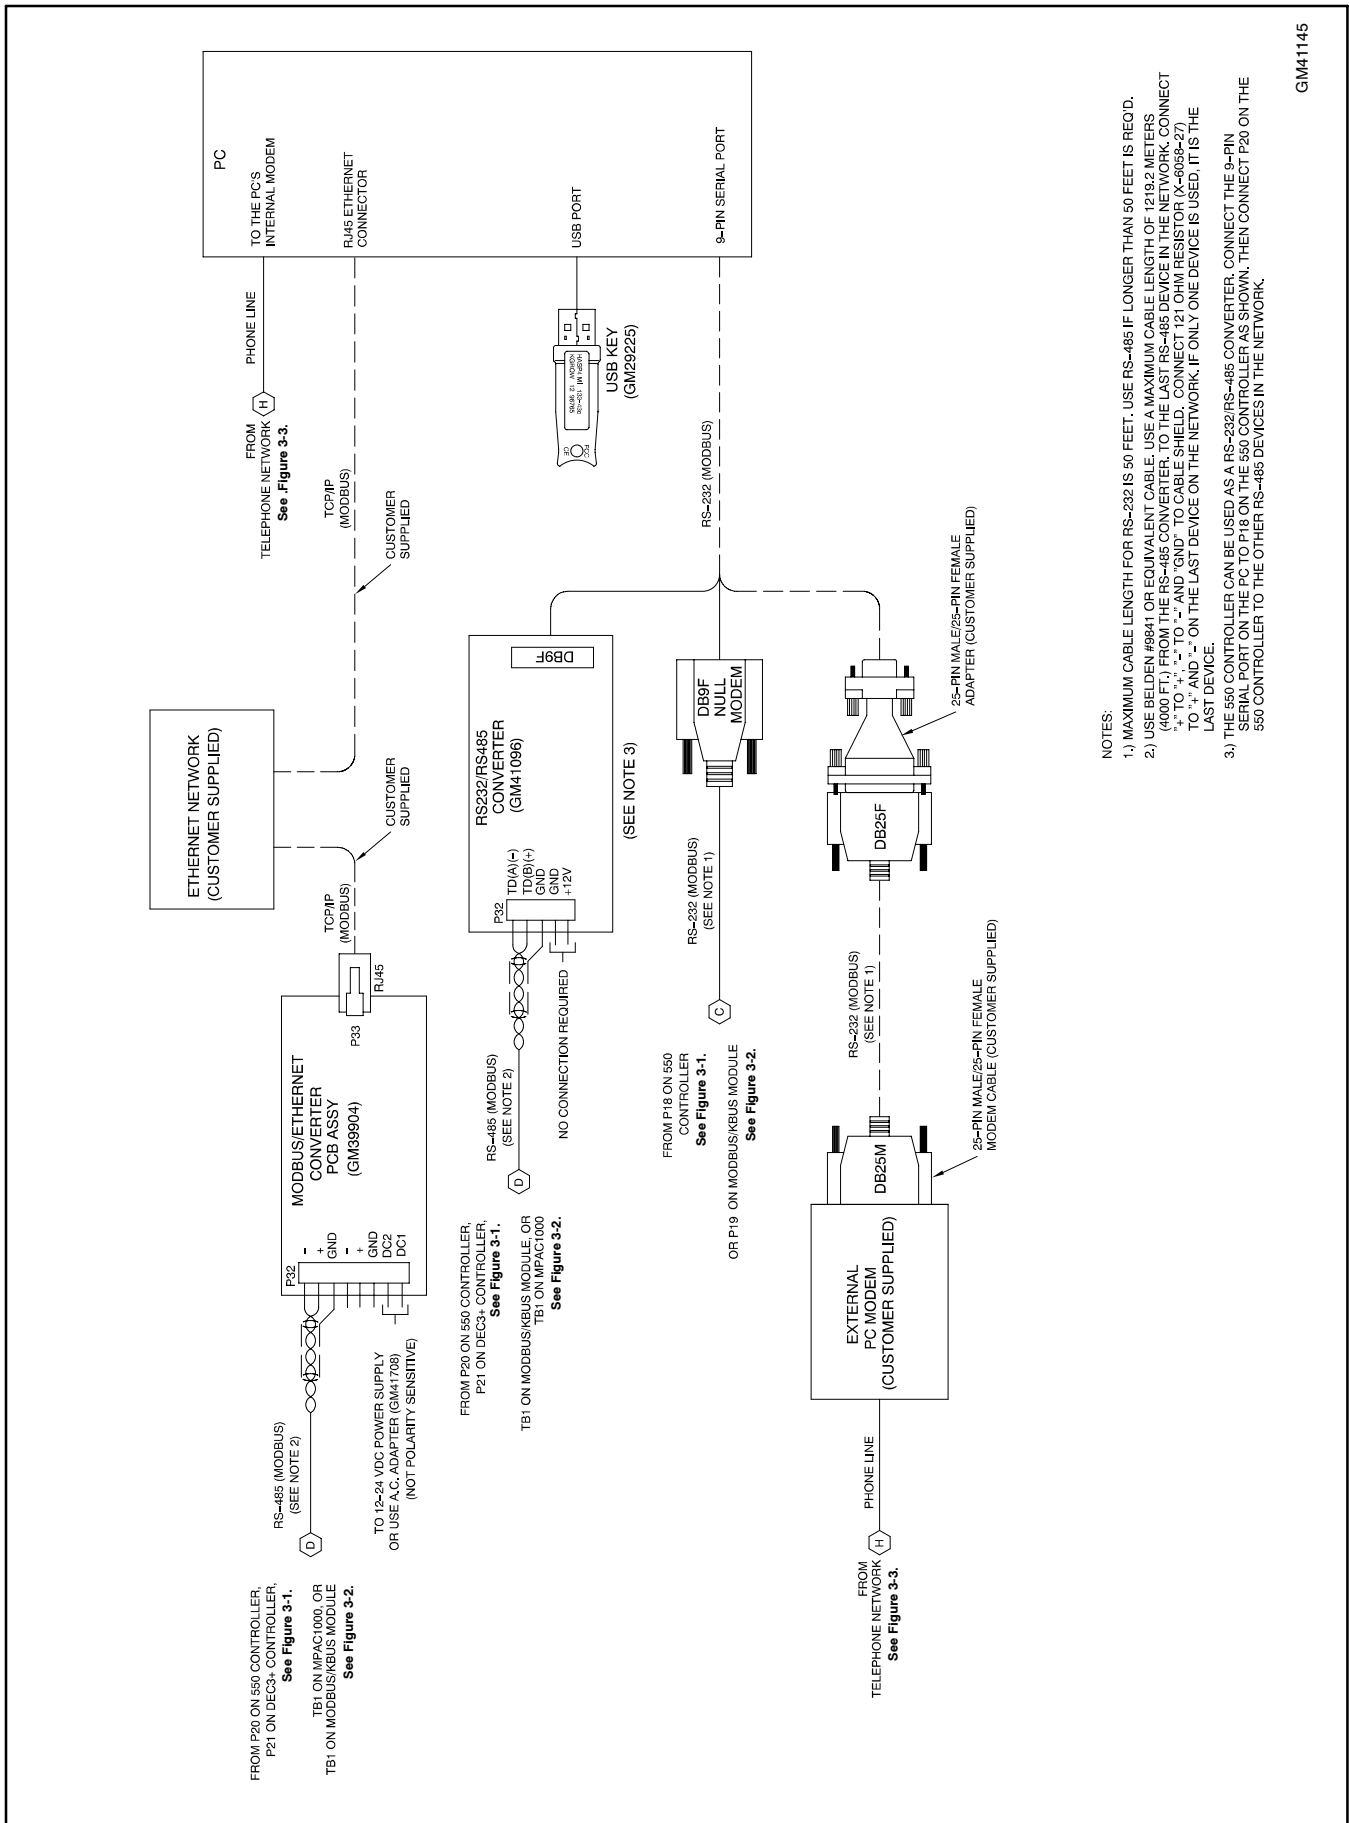 PC
TO THE PC'S
INTERNAL MODEM
RJ45 ETHERNET
CONNECTOR
USB PORT
9-PIN SERIAL PORT
PHONE LINE
H
FROM
TELEPHONE NETWORK
See .Figure 3-3.
TCP/IP
(MODBUS)
CUSTOMER
SUPPLIED
USB KEY
(GM29225)
FCC
CE
RS-232 (MODBUS)
ETHERNET NETWORK
(CUSTOMER SUPPLIED)
CUSTOMER
SUPPLIED
TCP/IP
(MODBUS)
RJ45
P33
MODBUS/ETHERNET
CONVERTER
PCB ASSY
(GM39904)
P32
-
+
GND
-
+
GND
DC2
DC1
RS-485 (MODBUS)
(SEE NOTE 2)
D
TO 12-24 VDC POWER SUPPLY
OR USE A.C. ADAPTER (GM41708)
(NOT POLARITY SENSITIVE)
FROM P20 ON 550 CONTROLLER,
P21 ON DEC3+ CONTROLLER,
See Figure 3-1.
TB1 ON MPAC1000, OR
TB1 ON MODBUS/KBUS MODULE
See Figure 3-2.
DB9F
RS232/RS485
CONVERTER
(GM41096)
(SEE NOTE 3)
P32
TD(A)(-)
TD(B)(+)
GND
GND
+12V
RS-485 (MODBUS)
(SEE NOTE 2)
D
NO CONNECTION REQUIRED
FROM P20 ON 550 CONTROLLER,
P21 ON DEC3+ CONTROLLER,
See Figure 3-1.
TB1 ON MODBUS/KBUS MODULE, OR
TB1 ON MPAC1000
See Figure 3-2.
DB9F
NULL
MODEM
RS-232 (MODBUS)
(SEE NOTE 1)
C
FROM P18 ON 550
CONTROLLER
See Figure 3-1.
OR P19 ON MODBUS/KBUS MODULE
See Figure 3-2.
25-PIN MALE/25-PIN FEMALE
ADAPTER (CUSTOMER SUPPLIED)
DB25F
RS-232 (MODBUS)
(SEE NOTE 1)
DB25M
25-PIN MALE/25-PIN FEMALE
MODEM CABLE (CUSTOMER SUPPLIED)
EXTERNAL
PC MODEM
(CUSTOMER SUPPLIED)
PHONE LINE
H
FROM
TELEPHONE NETWORK
See Figure 3-3.
NOTES:
1.) MAXIMUM CABLE LENGTH FOR RS-232 IS 50 FEET. USE RS-485 IF LONGER THAN 50 FEET IS REQ'D.
2.) USE BELDEN #9841 OR EQUIVALENT CABLE. USE A MAXIMUM CABLE LENGTH OF 1219.2 METERS
(4000 FT.) FROM THE RS-485 CONVERTER. TO THE LAST RS-485 DEVICE IN THE NETWORK. CONNECT
"+" TO "+", "-" TO "-" AND "GND" TO CABLE SHIELD. CONNECT 121 OHM RESISTOR (X-6058-27)
TO "+" AND "-" ON THE LAST DEVICE ON THE NETWORK. IF ONLY ONE DEVICE IS USED, IT IS THE
LAST DEVICE.
3.) THE 550 CONTROLLER CAN BE USED AS A RS-232/RS-485 CONVERTER. CONNECT THE 9-PIN
SERIAL PORT ON THE PC TO P18 ON THE 550 CONTROLLER AS SHOWN. THEN CONNECT P20 ON THE
550 CONTROLLER TO THE OTHER RS-485 DEVICES IN THE NETWORK.
GM41145